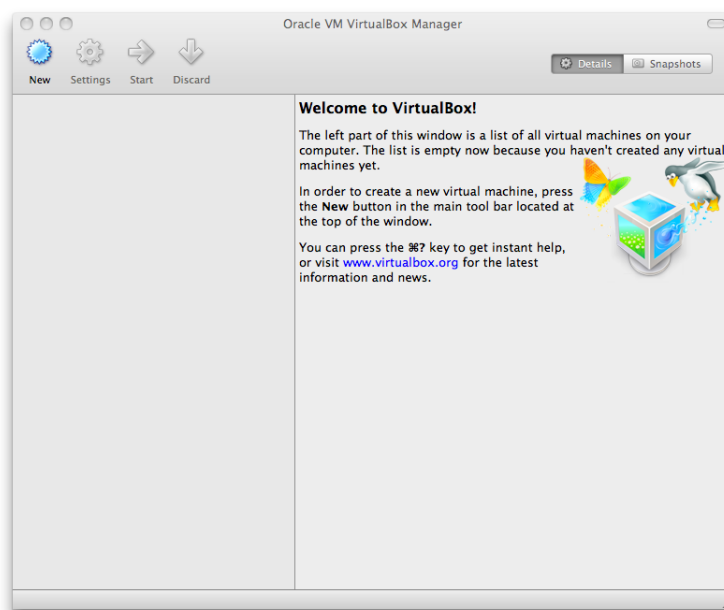 Oracle VM VirtualBox Manager
New Settings Start Discard
Details Snapshots
Welcome to VirtualBox!
The left part of this window is a list of all virtual machines on your
computer. The list is empty now because you haven't created any virtual
machines yet.
In order to create a new virtual machine, press
the New button in the main tool bar located at
the top of the window.
You can press the ⌘? key to get instant help,
or visit www.virtualbox.org for the latest
information and news.